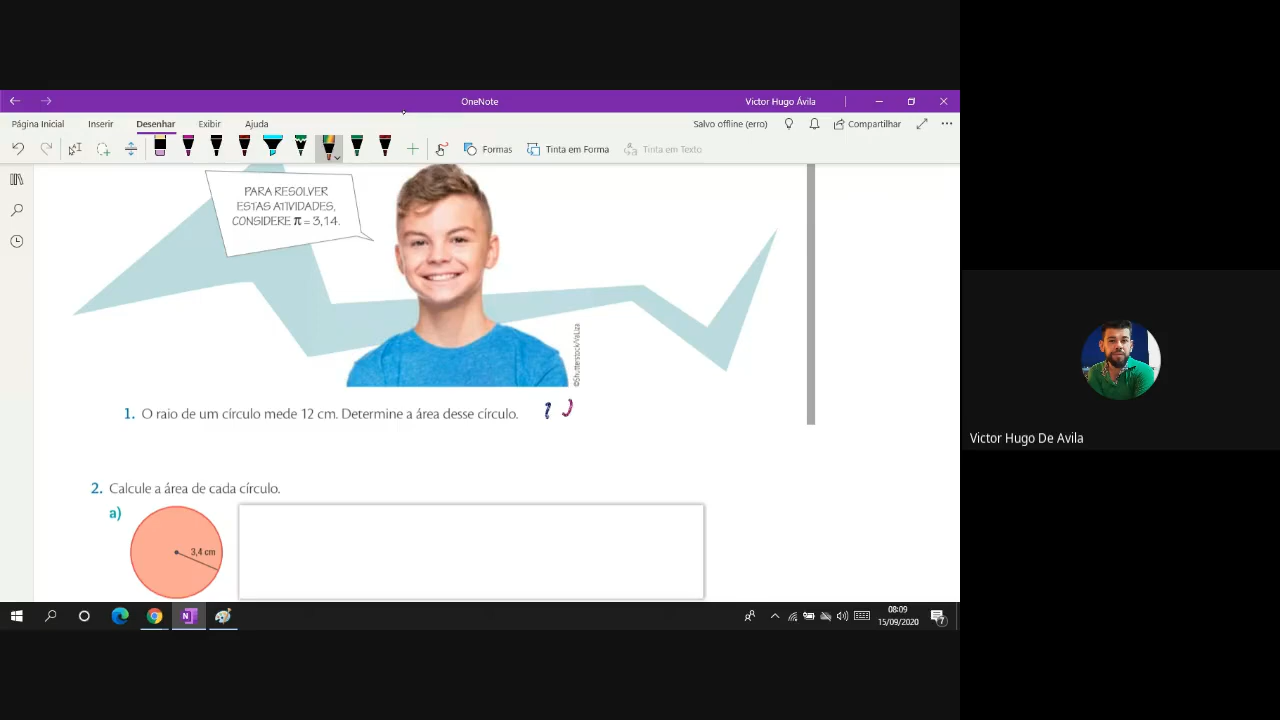 OneNote
Victor Hugo Ávila
Página Inicial
Inserir
Desenhar
Exibir
Ajuda
Salvo offline (erro)
Compartilhar
Formas
Tinta em Forma
Tinta em Texto
PARA RESOLVER
ESTAS ATIVIDADES,
CONSIDERE π = 3,14.
©Shutterstock/ValLiza
1. O raio de um círculo mede 12 cm. Determine a área desse círculo.
2. Calcule a área de cada círculo.
a)
3,4 cm
Victor Hugo De Avila
08:09
15/09/2020
7